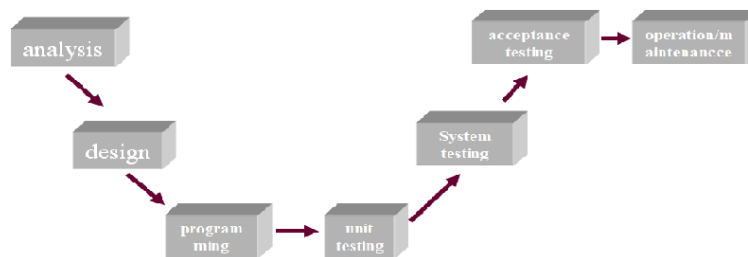 analysis
design
program
ming
unit
testing
System
testing
acceptance
testing
operation/m
aintenancce